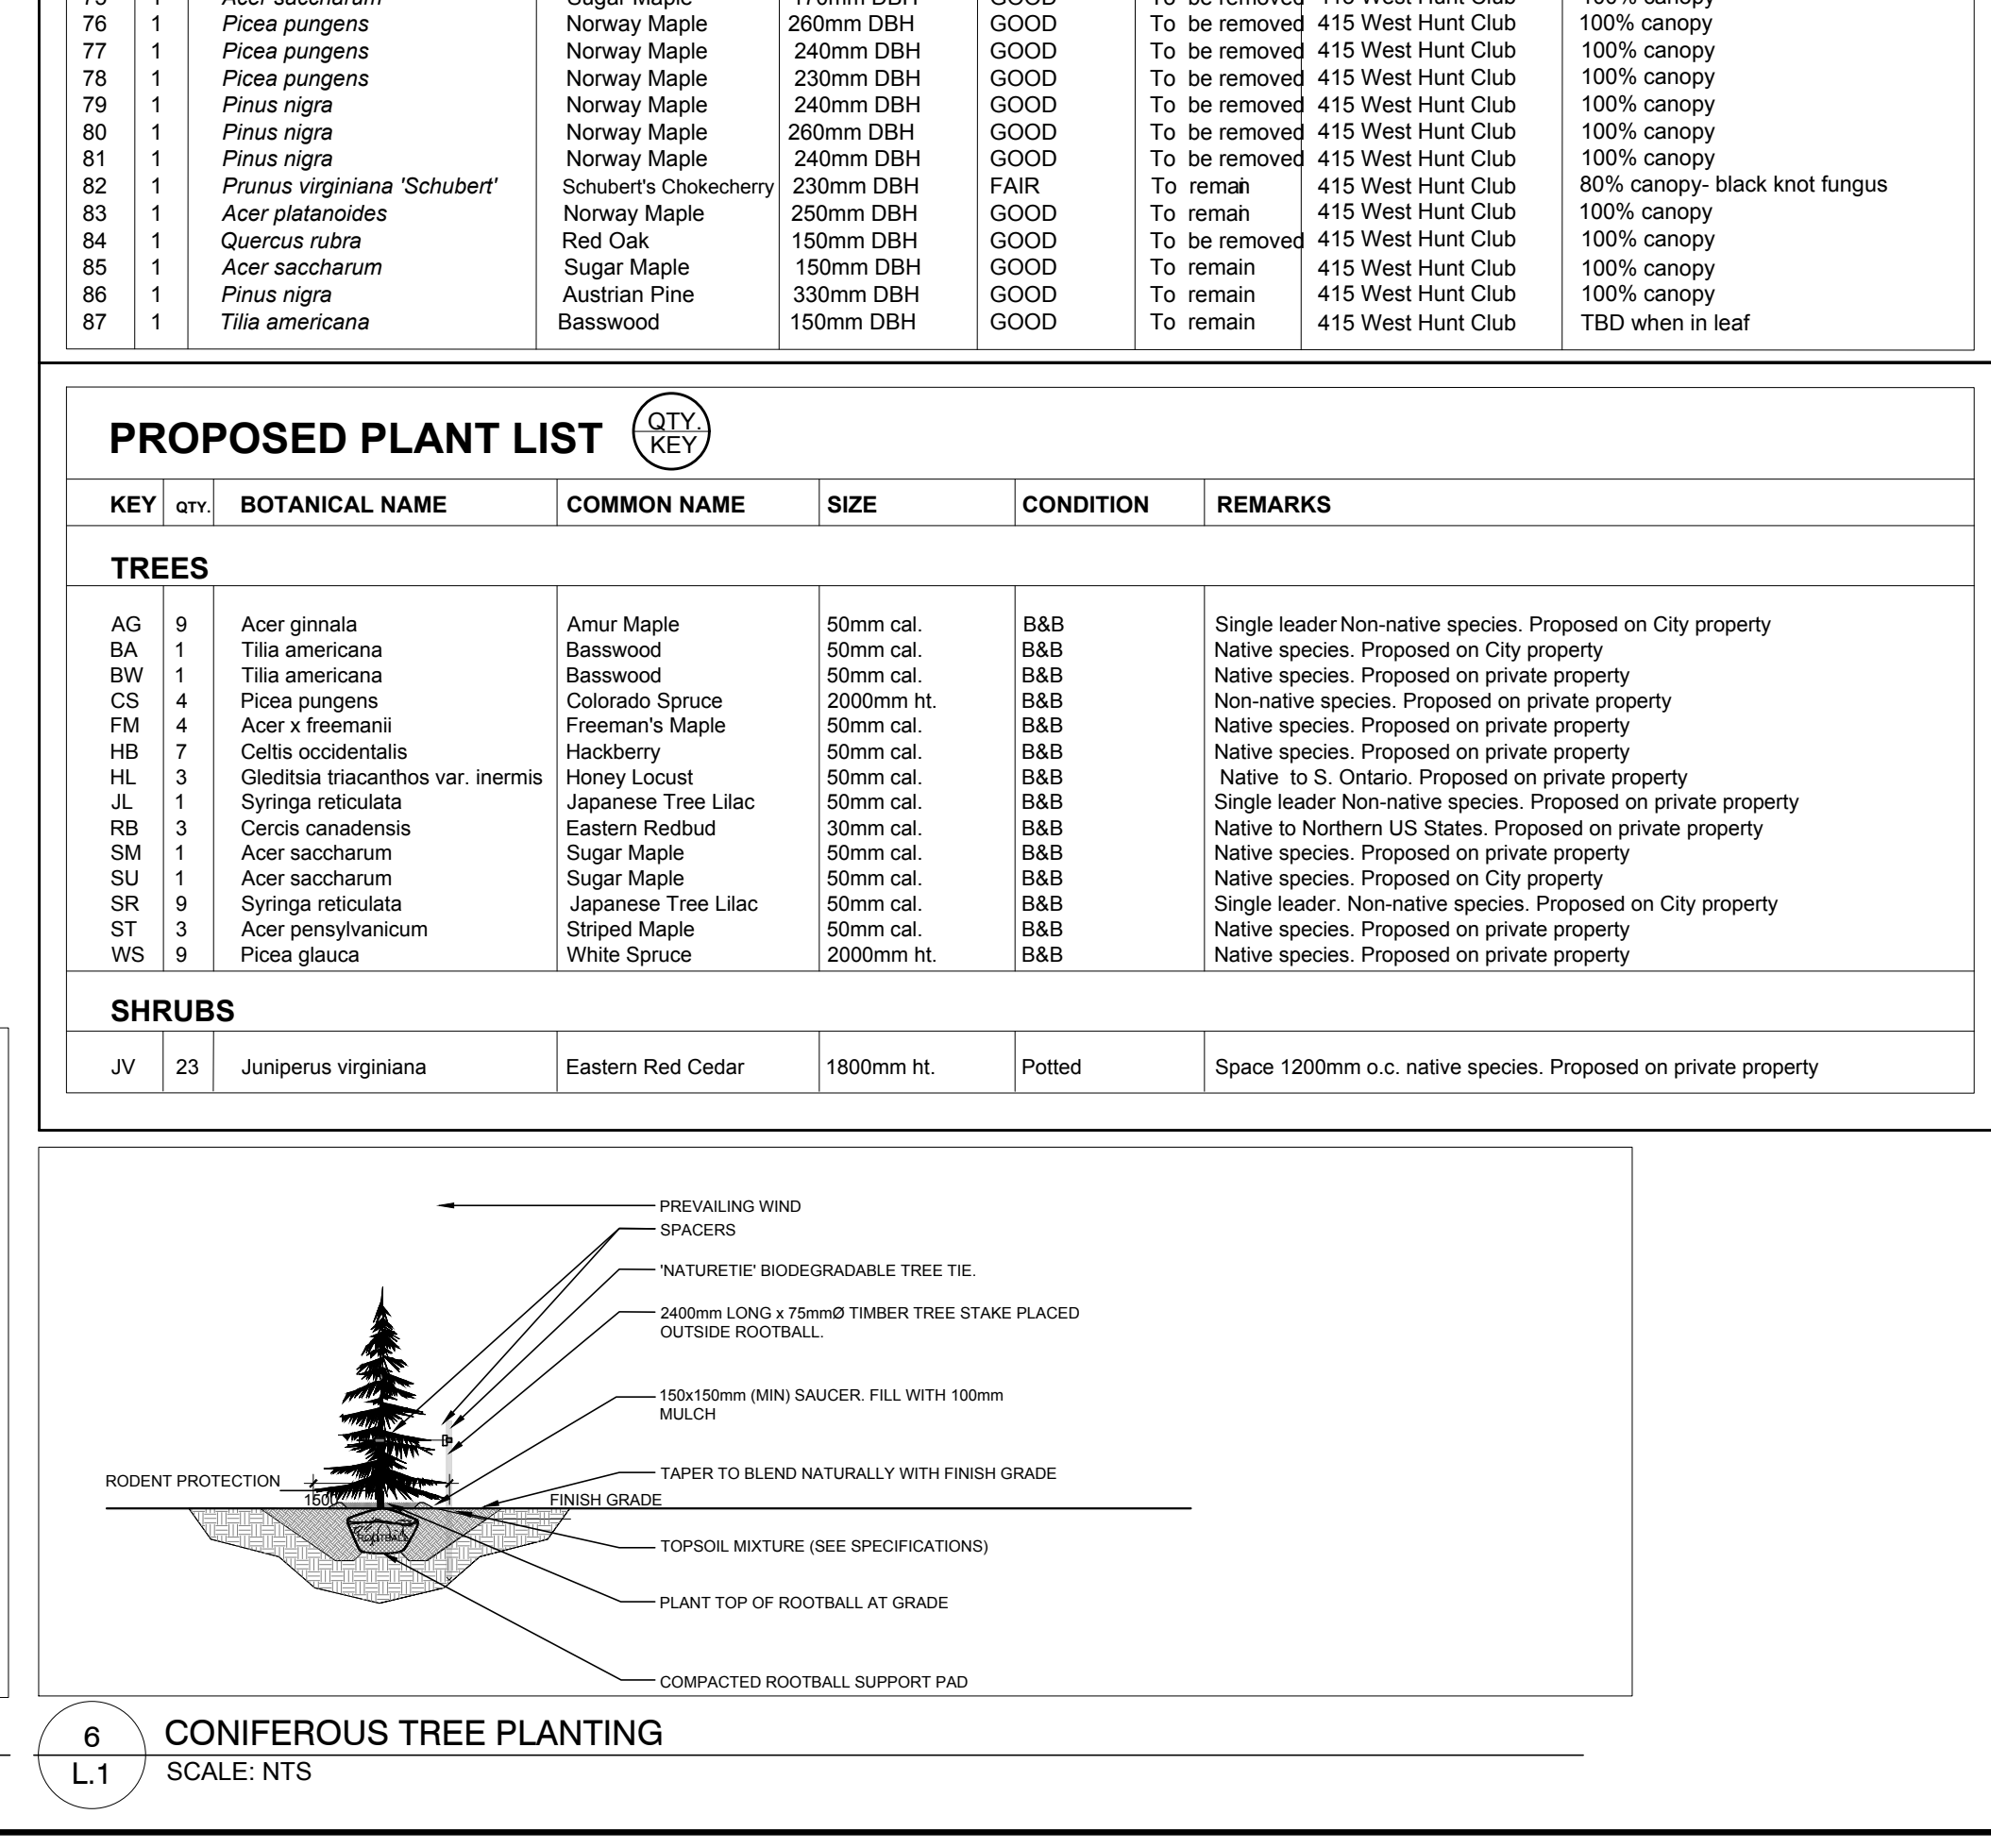 75 1 Acer saccharum Sugar Maple 170mm DBH GOOD To be removed 415 West Hunt Club 100% canopy
76 1 Picea pungens Norway Maple 260mm DBH GOOD To be removed 415 West Hunt Club 100% canopy
77 1 Picea pungens Norway Maple 240mm DBH GOOD To be removed 415 West Hunt Club 100% canopy
78 1 Picea pungens Norway Maple 230mm DBH GOOD To be removed 415 West Hunt Club 100% canopy
79 1 Pinus nigra Norway Maple 240mm DBH GOOD To be removed 415 West Hunt Club 100% canopy
80 1 Pinus nigra Norway Maple 260mm DBH GOOD To be removed 415 West Hunt Club 100% canopy
81 1 Pinus nigra Norway Maple 240mm DBH GOOD To be removed 415 West Hunt Club 100% canopy
82 1 Prunus virginiana 'Schubert' Schubert's Chokecherry 230mm DBH FAIR To remain 415 West Hunt Club 80% canopy- black knot fungus
83 1 Acer platanoides Norway Maple 250mm DBH GOOD To remain 415 West Hunt Club 100% canopy
84 1 Quercus rubra Red Oak 150mm DBH GOOD To be removed 415 West Hunt Club 100% canopy
85 1 Acer saccharum Sugar Maple 150mm DBH GOOD To remain 415 West Hunt Club 100% canopy
86 1 Pinus nigra Austrian Pine 330mm DBH GOOD To remain 415 West Hunt Club 100% canopy
87 1 Tilia americana Basswood 150mm DBH GOOD To remain 415 West Hunt Club TBD when in leaf
PROPOSED PLANT LIST QTY. KEY
KEY QTY. BOTANICAL NAME COMMON NAME SIZE CONDITION REMARKS
TREES
AG 9 Acer ginnala Amur Maple 50mm cal. B&B Single leader Non-native species. Proposed on City property
BA 1 Tilia americana Basswood 50mm cal. B&B Native species. Proposed on City property
BW 1 Tilia americana Basswood 50mm cal. B&B Native species. Proposed on private property
CS 4 Picea pungens Colorado Spruce 2000mm ht. B&B Non-native species. Proposed on private property
FM 4 Acer x freemanii Freeman's Maple 50mm cal. B&B Native species. Proposed on private property
HB 7 Celtis occidentalis Hackberry 50mm cal. B&B Native species. Proposed on private property
HL 3 Gleditsia triacanthos var. inermis Honey Locust 50mm cal. B&B Native to S. Ontario. Proposed on private property
JL 1 Syringa reticulata Japanese Tree Lilac 50mm cal. B&B Single leader Non-native species. Proposed on private property
RB 3 Cercis canadensis Eastern Redbud 30mm cal. B&B Native to Northern US States. Proposed on private property
SM 1 Acer saccharum Sugar Maple 50mm cal. B&B Native species. Proposed on private property
SU 1 Acer saccharum Sugar Maple 50mm cal. B&B Native species. Proposed on City property
SR 9 Syringa reticulata Japanese Tree Lilac 50mm cal. B&B Single leader. Non-native species. Proposed on City property
ST 3 Acer pensylvanicum Striped Maple 50mm cal. B&B Native species. Proposed on private property
WS 9 Picea glauca White Spruce 2000mm ht. B&B Native species. Proposed on private property
SHRUBS
JV 23 Juniperus virginiana Eastern Red Cedar 1800mm ht. Potted Space 1200mm o.c. native species. Proposed on private property
PREVAILING WIND
SPACERS
'NATURETIE' BIODEGRADABLE TREE TIE.
2400mm LONG x 75mmØ TIMBER TREE STAKE PLACED
OUTSIDE ROOTBALL.
150x150mm (MIN) SAUCER. FILL WITH 100mm
MULCH
TAPER TO BLEND NATURALLY WITH FINISH GRADE
RODENT PROTECTION
1500
FINISH GRADE
ROOTBALL
TOPSOIL MIXTURE (SEE SPECIFICATIONS)
PLANT TOP OF ROOTBALL AT GRADE
COMPACTED ROOTBALL SUPPORT PAD
6 CONIFEROUS TREE PLANTING
L.1 SCALE: NTS